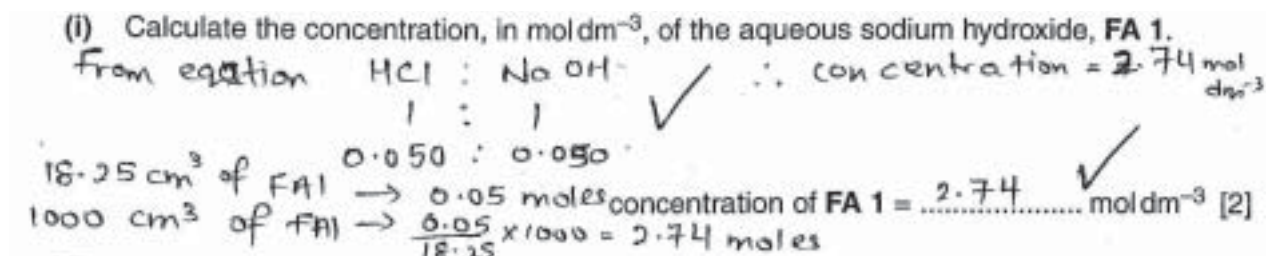 (i) Calculate the concentration, in mol dm⁻³, of the aqueous sodium hydroxide, FA 1.
From eqation HCl : NaOH ∴ concentration = 2.74 mol dm⁻³
1 : 1
0.050 : 0.050
18.25 cm³ of FA1 → 0.05 moles
concentration of FA 1 = 2.74 mol dm⁻³ [2]
1000 cm³ of FA1 → 0.05/18.25 × 1000 = 2.74 moles